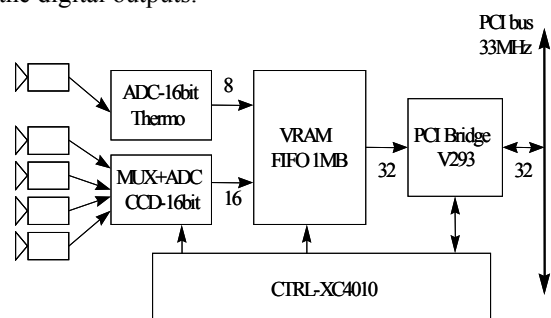 the digital outputs.
PCI bus
33MHz
ADC-16bit
Thermo
8
VRAM
FIFO 1MB
PCI Bridge
V293
MUX+ADC
CCD-16bit
16
32
32
CTRL-XC4010